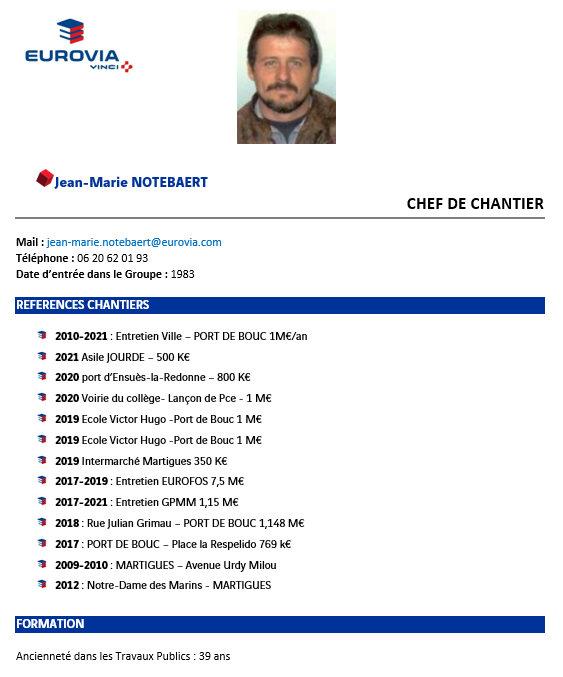 EUROVIA
VINCI
Jean-Marie NOTEBAERT
CHEF DE CHANTIER
Mail : jean-marie.notebaert@eurovia.com
Téléphone : 06 20 62 01 93
Date d'entrée dans le Groupe : 1983
REFERENCES CHANTIERS
2010-2021 : Entretien Ville – PORT DE BOUC 1M€/an
2021 Asile JOURDE – 500 K€
2020 port d'Ensuès-la-Redonne – 800 K€
2020 Voirie du collège- Lançon de Pce - 1 M€
2019 Ecole Victor Hugo -Port de Bouc 1 M€
2019 Ecole Victor Hugo -Port de Bouc 1 M€
2019 Intermarché Martigues 350 K€
2017-2019 : Entretien EUROFOS 7,5 M€
2017-2021 : Entretien GPMM 1,15 M€
2018 : Rue Julian Grimau – PORT DE BOUC 1,148 M€
2017 : PORT DE BOUC – Place la Respelido 769 k€
2009-2010 : MARTIGUES – Avenue Urdy Milou
2012 : Notre-Dame des Marins - MARTIGUES
FORMATION
Ancienneté dans les Travaux Publics : 39 ans